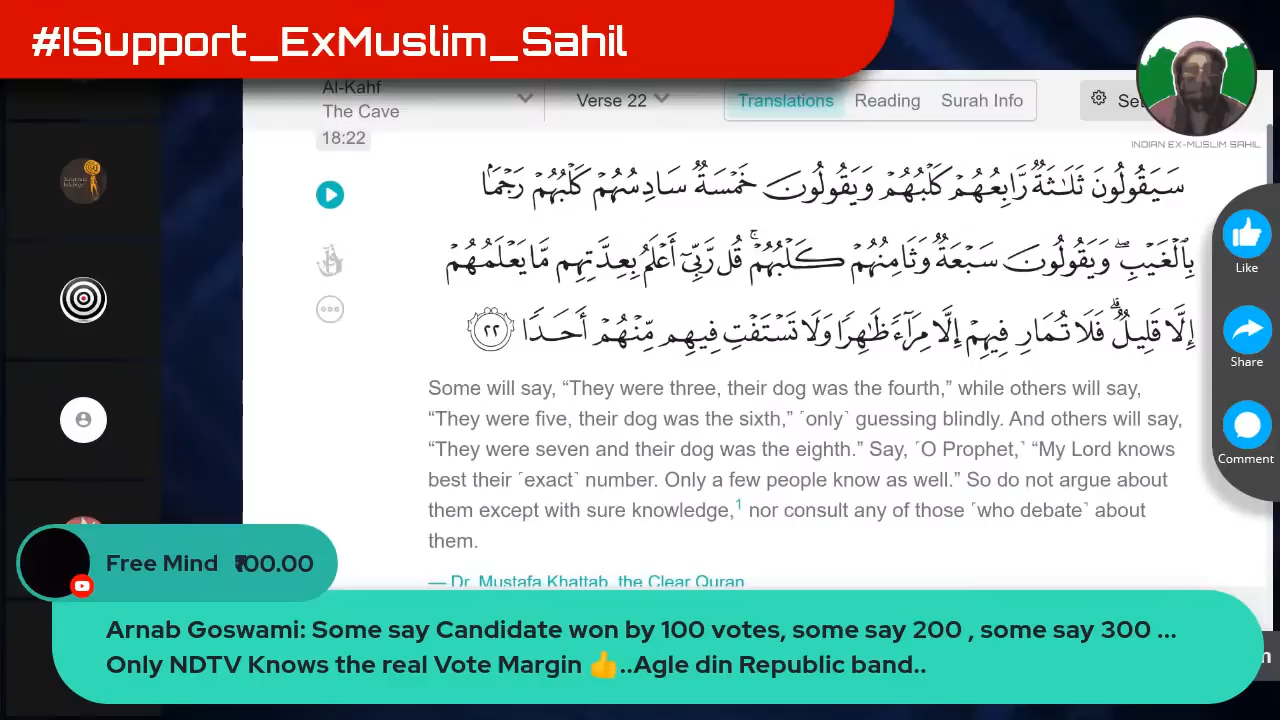 #ISupport_ExMuslim_Sahil
Al-Kahf
The Cave
18:22
Verse 22
Translations Reading Surah Info
INDIAN EX-MUSLIM SAHIL
سَيَقُولُونَ ثَلَـٰثَةٌ رَّابِعُهُمْ كَلْبُهُمْ وَيَقُولُونَ خَمْسَةٌ سَادِسُهُمْ كَلْبُهُمْ رَجْمًۢا
بِٱلْغَيْبِ ۖ وَيَقُولُونَ سَبْعَةٌ وَثَامِنُهُمْ كَلْبُهُمْ ۚ قُل رَّبِّىٓ أَعْلَمُ بِعِدَّتِهِم مَّا يَعْلَمُهُمْ
إِلَّا قَلِيلٌ ۗ فَلَا تُمَارِ فِيهِمْ إِلَّا مِرَآءً ظَـٰهِرًا وَلَا تَسْتَفْتِ فِيهِم مِّنْهُمْ أَحَدًا ٢٢
Some will say, “They were three, their dog was the fourth,” while others will say,
“They were five, their dog was the sixth,” ˹only˺ guessing blindly. And others will say,
“They were seven and their dog was the eighth.” Say, ˹O Prophet,˺ “My Lord knows
best their ˹exact˺ number. Only a few people know as well.” So do not argue about
them except with sure knowledge,1 nor consult any of those ˹who debate˺ about
them.
— Dr. Mustafa Khattab, the Clear Quran
Like
Share
Comment
Free Mind ₹100.00
Arnab Goswami: Some say Candidate won by 100 votes, some say 200 , some say 300 ...
Only NDTV Knows the real Vote Margin 👍..Agle din Republic band..